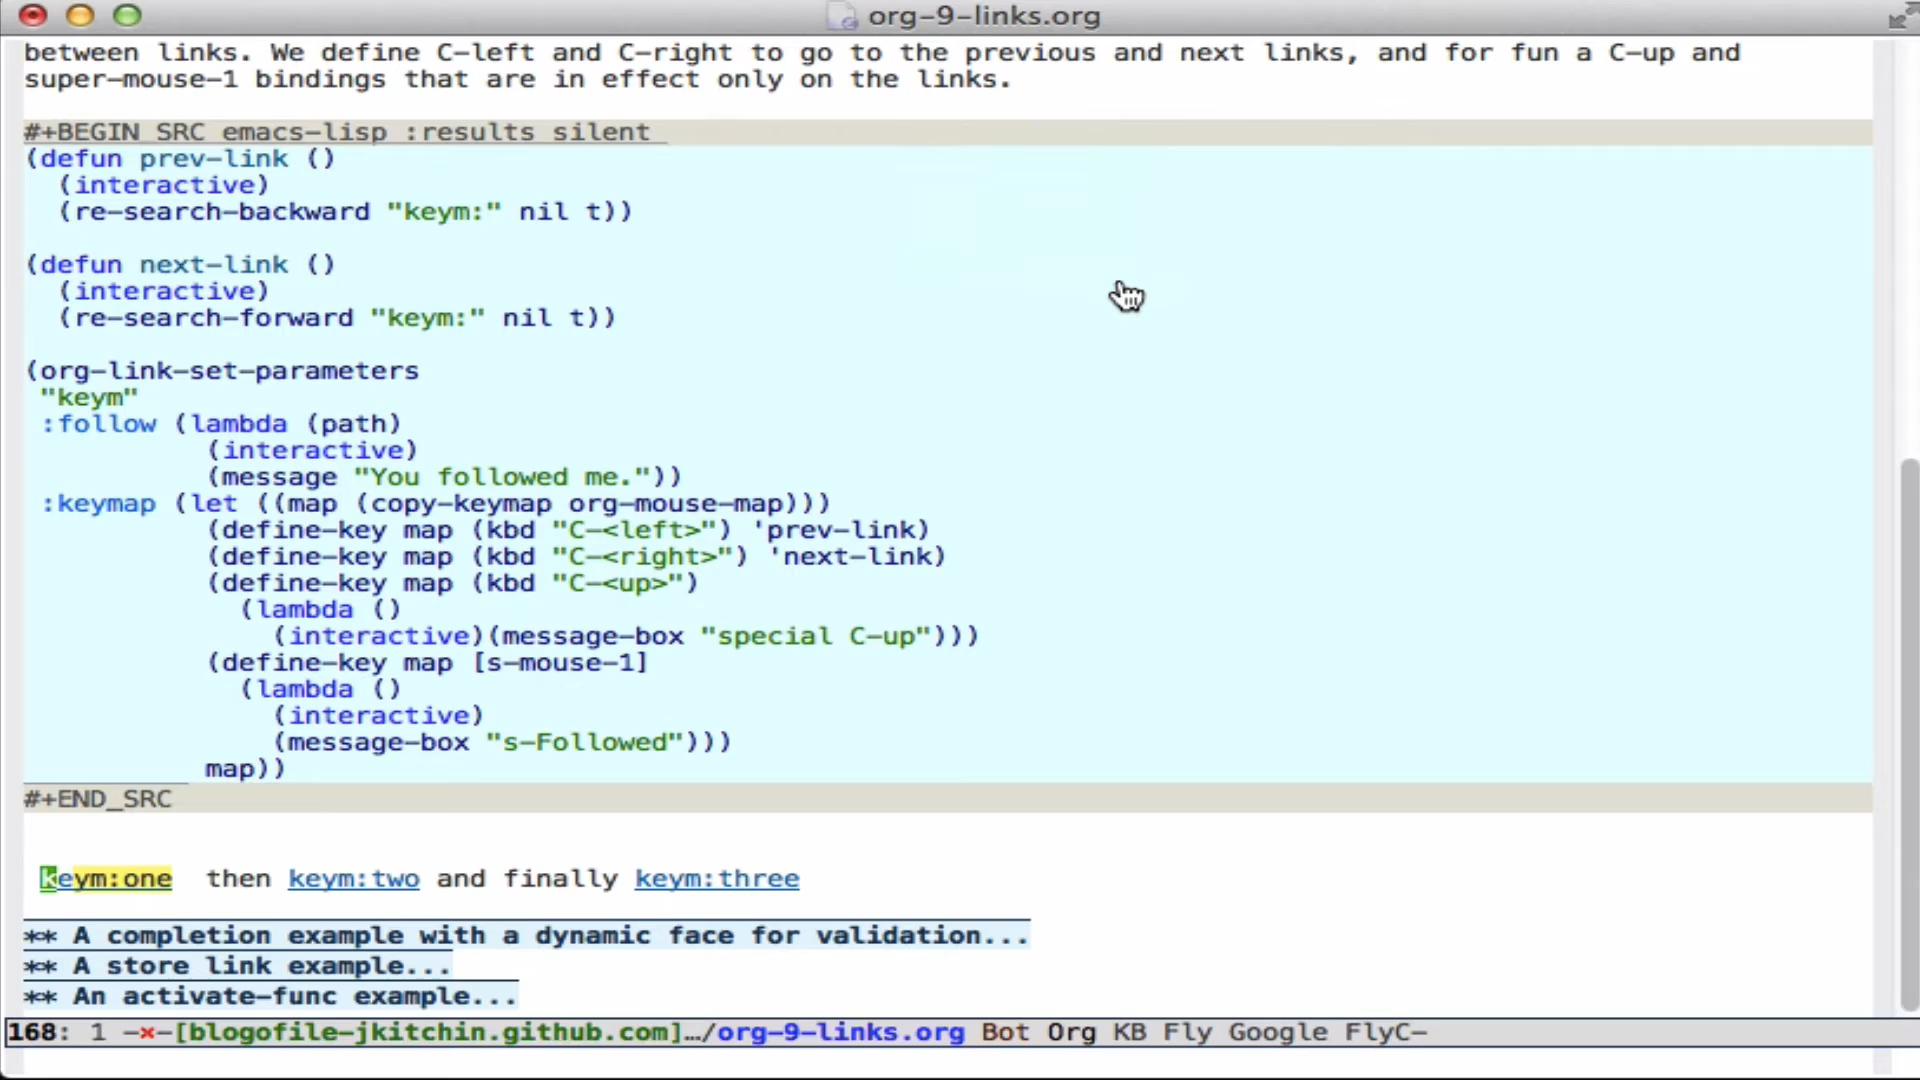 org-9-links.org
between links. We define C-left and C-right to go to the previous and next links, and for fun a C-up and
super-mouse-1 bindings that are in effect only on the links.
#+BEGIN_SRC emacs-lisp :results silent
(defun prev-link ()
  (interactive)
  (re-search-backward "keym:" nil t))
(defun next-link ()
  (interactive)
  (re-search-forward "keym:" nil t))
(org-link-set-parameters
 "keym"
 :follow (lambda (path)
           (interactive)
           (message "You followed me."))
 :keymap (let ((map (copy-keymap org-mouse-map)))
           (define-key map (kbd "C-<left>") 'prev-link)
           (define-key map (kbd "C-<right>") 'next-link)
           (define-key map (kbd "C-<up>")
             (lambda ()
               (interactive)(message-box "special C-up")))
           (define-key map [s-mouse-1]
             (lambda ()
               (interactive)
               (message-box "s-Followed")))
           map))
#+END_SRC
keym:one  then keym:two and finally keym:three
** A completion example with a dynamic face for validation...
** A store link example...
** An activate-func example...
168: 1 -×-[blogofile-jkitchin.github.com]…/org-9-links.org Bot Org KB Fly Google FlyC-